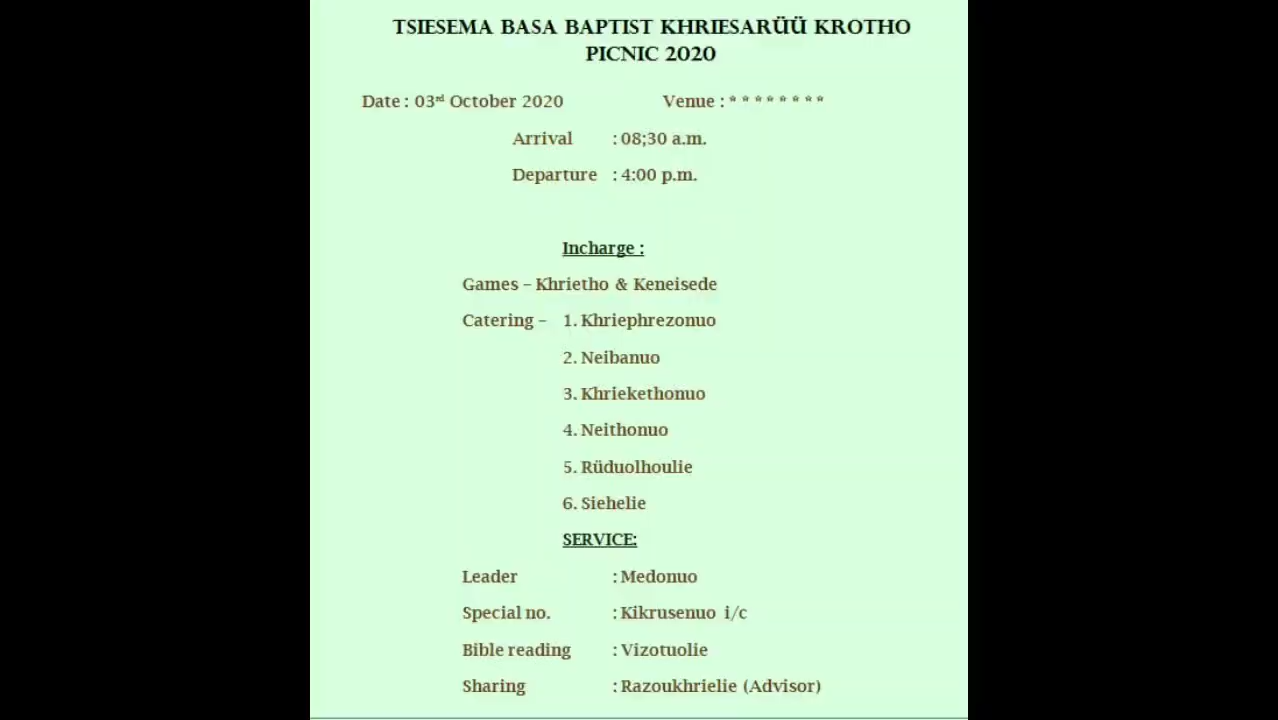 TSIESEMA BASA BAPTIST KHRIESARÜÜ KROTHO
PICNIC 2020
Date : 03rd October 2020 Venue : * * * * * * * *
Arrival : 08;30 a.m.
Departure : 4:00 p.m.
Incharge :
Games – Khrietho & Keneisede
Catering – 1. Khriephrezonuo
2. Neibanuo
3. Khriekethonuo
4. Neithonuo
5. Rüduolhoulie
6. Siehelie
SERVICE:
Leader : Medonuo
Special no. : Kikrusenuo i/c
Bible reading : Vizotuolie
Sharing : Razoukhrielie (Advisor)